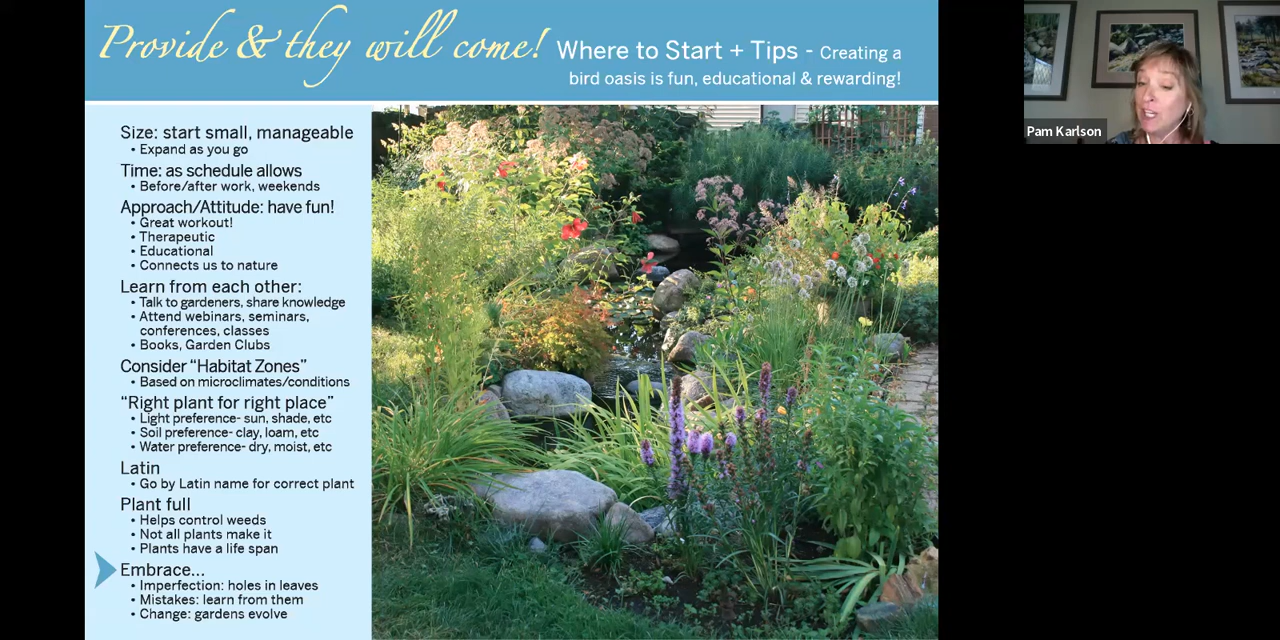 Provide & they will come! Where to Start + Tips - Creating a
bird oasis is fun, educational & rewarding!
Size: start small, manageable
• Expand as you go
Time: as schedule allows
• Before/after work, weekends
Approach/Attitude: have fun!
• Great workout!
• Therapeutic
• Educational
• Connects us to nature
Learn from each other:
• Talk to gardeners, share knowledge
• Attend webinars, seminars,
conferences, classes
• Books, Garden Clubs
Consider “Habitat Zones”
• Based on microclimates/conditions
“Right plant for right place”
• Light preference- sun, shade, etc
• Soil preference- clay, loam, etc
• Water preference- dry, moist, etc
Latin
• Go by Latin name for correct plant
Plant full
• Helps control weeds
• Not all plants make it
• Plants have a life span
Embrace...
• Imperfection: holes in leaves
• Mistakes: learn from them
• Change: gardens evolve
Pam Karlson